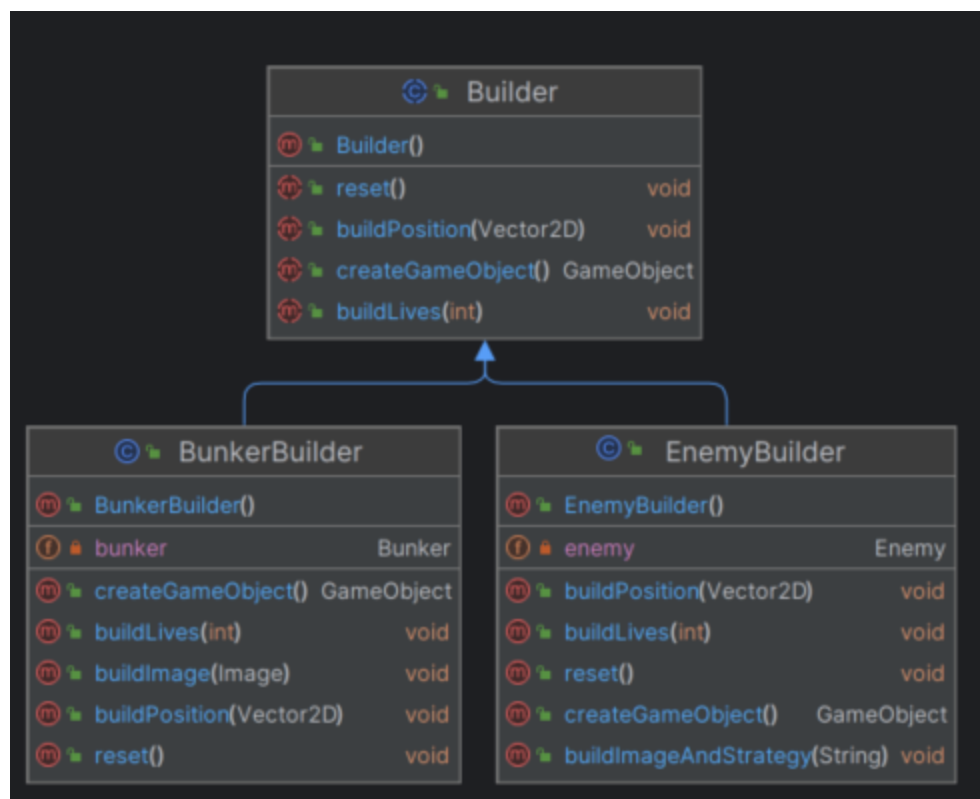 Builder
Builder()
reset() void
buildPosition(Vector2D) void
createGameObject() GameObject
buildLives(int) void
BunkerBuilder
BunkerBuilder()
bunker Bunker
createGameObject() GameObject
buildLives(int) void
buildImage(Image) void
buildPosition(Vector2D) void
reset() void
EnemyBuilder
EnemyBuilder()
enemy Enemy
buildPosition(Vector2D) void
buildLives(int) void
reset() void
createGameObject() GameObject
buildImageAndStrategy(String) void